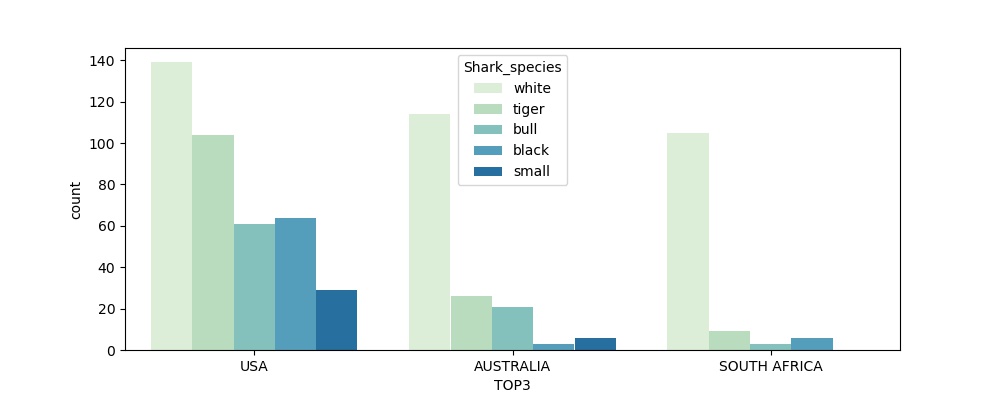 140
120
100
80
60
40
20
0
count
Shark_species
white
tiger
bull
black
small
USA AUSTRALIA SOUTH AFRICA
TOP3